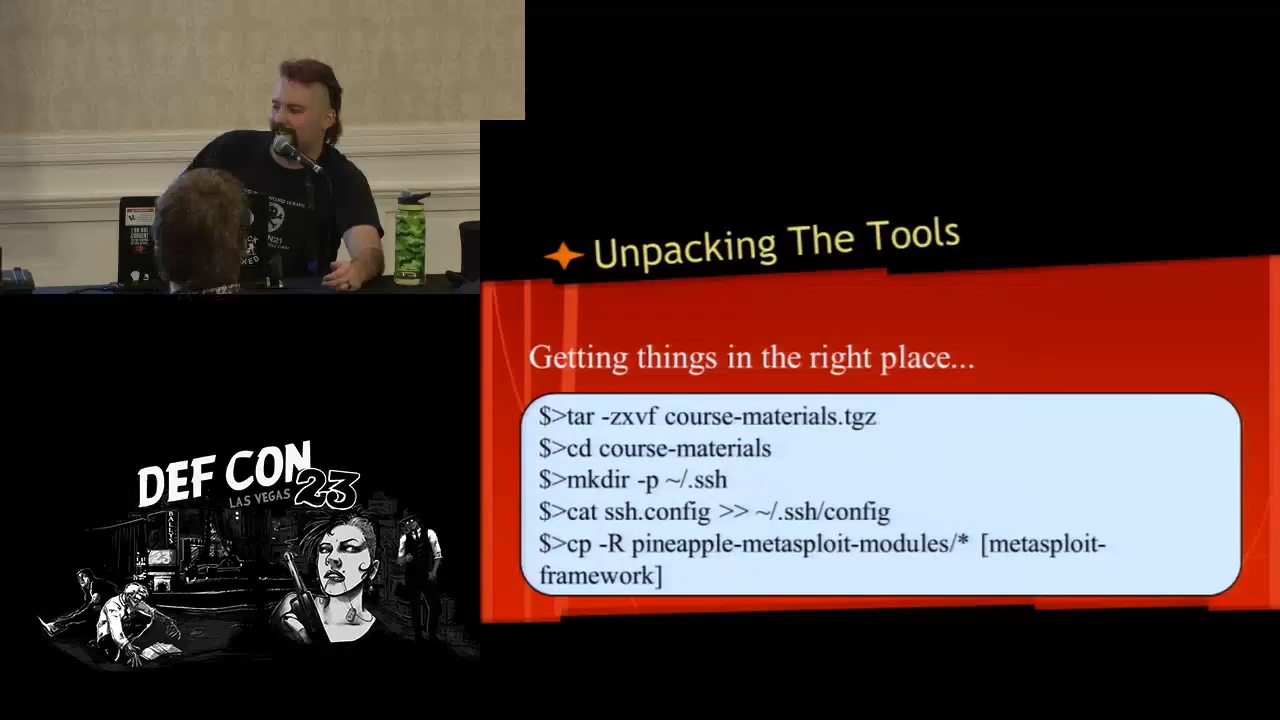 Unpacking The Tools
Getting things in the right place...
$>tar -zxvf course-materials.tgz
$>cd course-materials
$>mkdir -p ~/.ssh
$>cat ssh.config >> ~/.ssh/config
$>cp -R pineapple-metasploit-modules/* [metasploit-
framework]
DEF CON
LAS VEGAS 23
BALLY'S